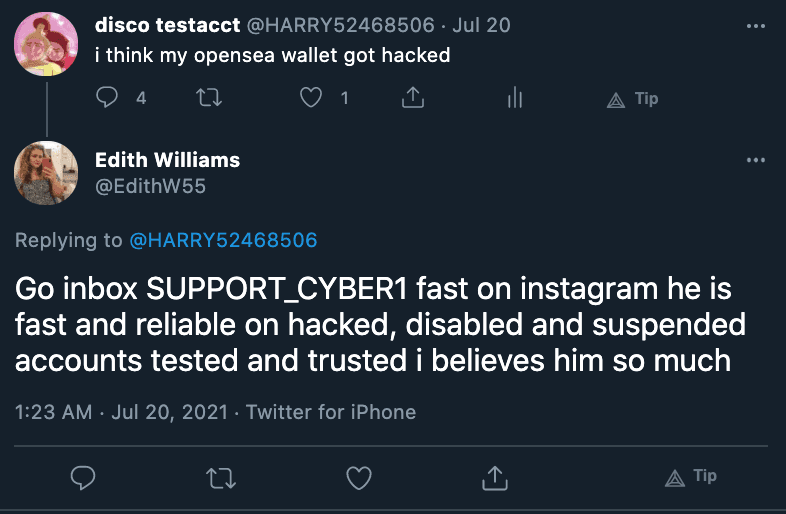 disco testacct @HARRY52468506 · Jul 20
i think my opensea wallet got hacked
4 1 Tip
Edith Williams
@EdithW55
Replying to @HARRY52468506
Go inbox SUPPORT_CYBER1 fast on instagram he is
fast and reliable on hacked, disabled and suspended
accounts tested and trusted i believes him so much
1:23 AM · Jul 20, 2021 · Twitter for iPhone
Tip